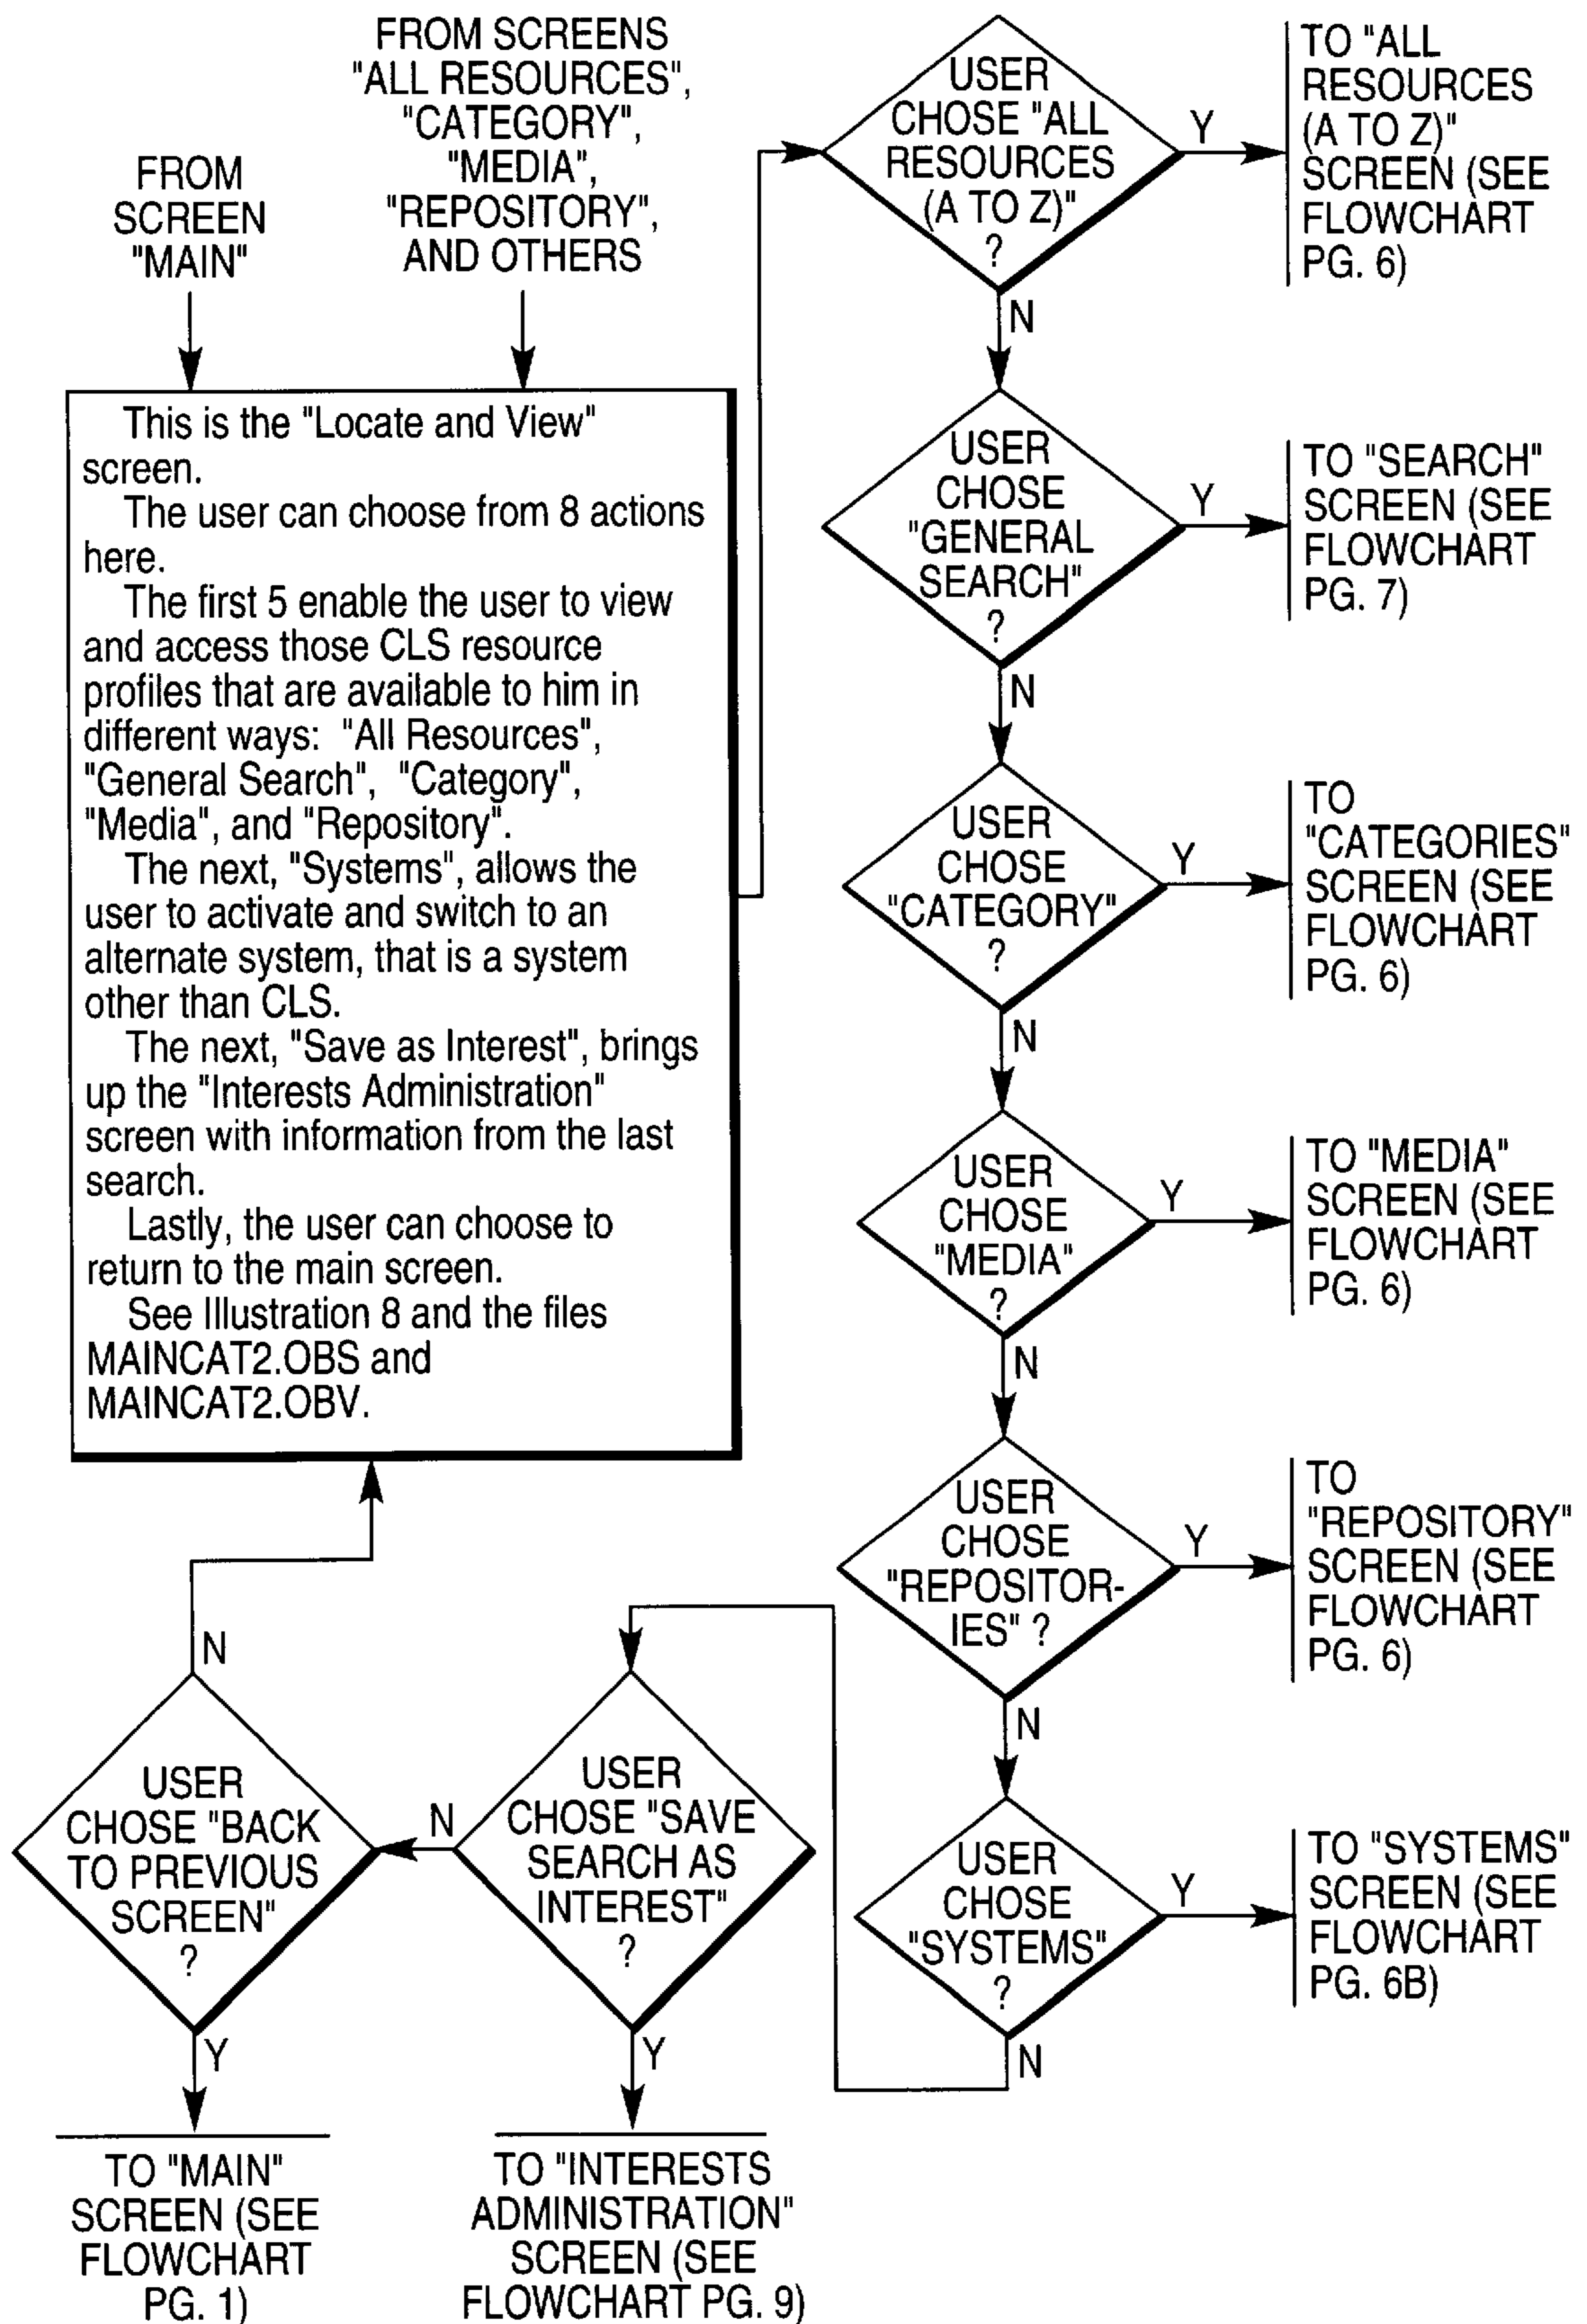 FROM
SCREEN
"MAIN"
FROM SCREENS
"ALL RESOURCES",
"CATEGORY",
"MEDIA",
"REPOSITORY",
AND OTHERS
This is the "Locate and View"
screen.
The user can choose from 8 actions
here.
The first 5 enable the user to view
and access those CLS resource
profiles that are available to him in
different ways: "All Resources",
"General Search", "Category",
"Media", and "Repository".
The next, "Systems", allows the
user to activate and switch to an
alternate system, that is a system
other than CLS.
The next, "Save as Interest", brings
up the "Interests Administration"
screen with information from the last
search.
Lastly, the user can choose to
return to the main screen.
See Illustration 8 and the files
MAINCAT2.OBS and
MAINCAT2.OBV.
USER
CHOSE "ALL
RESOURCES
(A TO Z)"
?
Y
TO "ALL
RESOURCES
(A TO Z)"
SCREEN (SEE
FLOWCHART
PG. 6)
N
USER
CHOSE
"GENERAL
SEARCH"
?
Y
TO "SEARCH"
SCREEN (SEE
FLOWCHART
PG. 7)
N
USER
CHOSE
"CATEGORY"
?
Y
TO
"CATEGORIES"
SCREEN (SEE
FLOWCHART
PG. 6)
N
USER
CHOSE
"MEDIA"
?
Y
TO "MEDIA"
SCREEN (SEE
FLOWCHART
PG. 6)
N
USER
CHOSE
"REPOSITOR-
IES" ?
Y
TO
"REPOSITORY"
SCREEN (SEE
FLOWCHART
PG. 6)
N
USER
CHOSE
"SYSTEMS"
?
Y
TO "SYSTEMS"
SCREEN (SEE
FLOWCHART
PG. 6B)
N
USER
CHOSE "SAVE
SEARCH AS
INTEREST"
?
Y
TO "INTERESTS
ADMINISTRATION"
SCREEN (SEE
FLOWCHART PG. 9)
N
USER
CHOSE "BACK
TO PREVIOUS
SCREEN"
?
N
Y
TO "MAIN"
SCREEN (SEE
FLOWCHART
PG. 1)